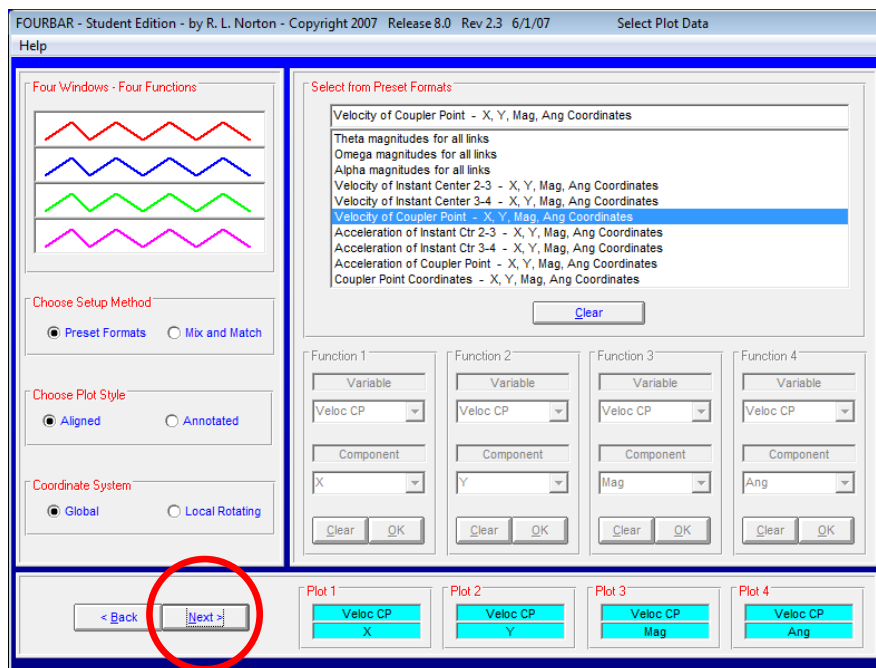 FOURBAR - Student Edition - by R. L. Norton - Copyright 2007 Release 8.0 Rev 2.3 6/1/07 Select Plot Data
Help
Four Windows - Four Functions
Choose Setup Method
Preset Formats Mix and Match
Choose Plot Style
Aligned Annotated
Coordinate System
Global Local Rotating
Select from Preset Formats
Velocity of Coupler Point - X, Y, Mag, Ang Coordinates
Theta magnitudes for all links
Omega magnitudes for all links
Alpha magnitudes for all links
Velocity of Instant Center 2-3 - X, Y, Mag, Ang Coordinates
Velocity of Instant Center 3-4 - X, Y, Mag, Ang Coordinates
Velocity of Coupler Point - X, Y, Mag, Ang Coordinates
Acceleration of Instant Ctr 2-3 - X, Y, Mag, Ang Coordinates
Acceleration of Instant Ctr 3-4 - X, Y, Mag, Ang Coordinates
Acceleration of Coupler Point - X, Y, Mag, Ang Coordinates
Coupler Point Coordinates - X, Y, Mag, Ang Coordinates
Clear
Function 1 Function 2 Function 3 Function 4
Variable Variable Variable Variable
Veloc CP Veloc CP Veloc CP Veloc CP
Component Component Component Component
X Y Mag Ang
Clear OK Clear OK Clear OK Clear OK
< Back Next >
Plot 1 Plot 2 Plot 3 Plot 4
Veloc CP Veloc CP Veloc CP Veloc CP
X Y Mag Ang